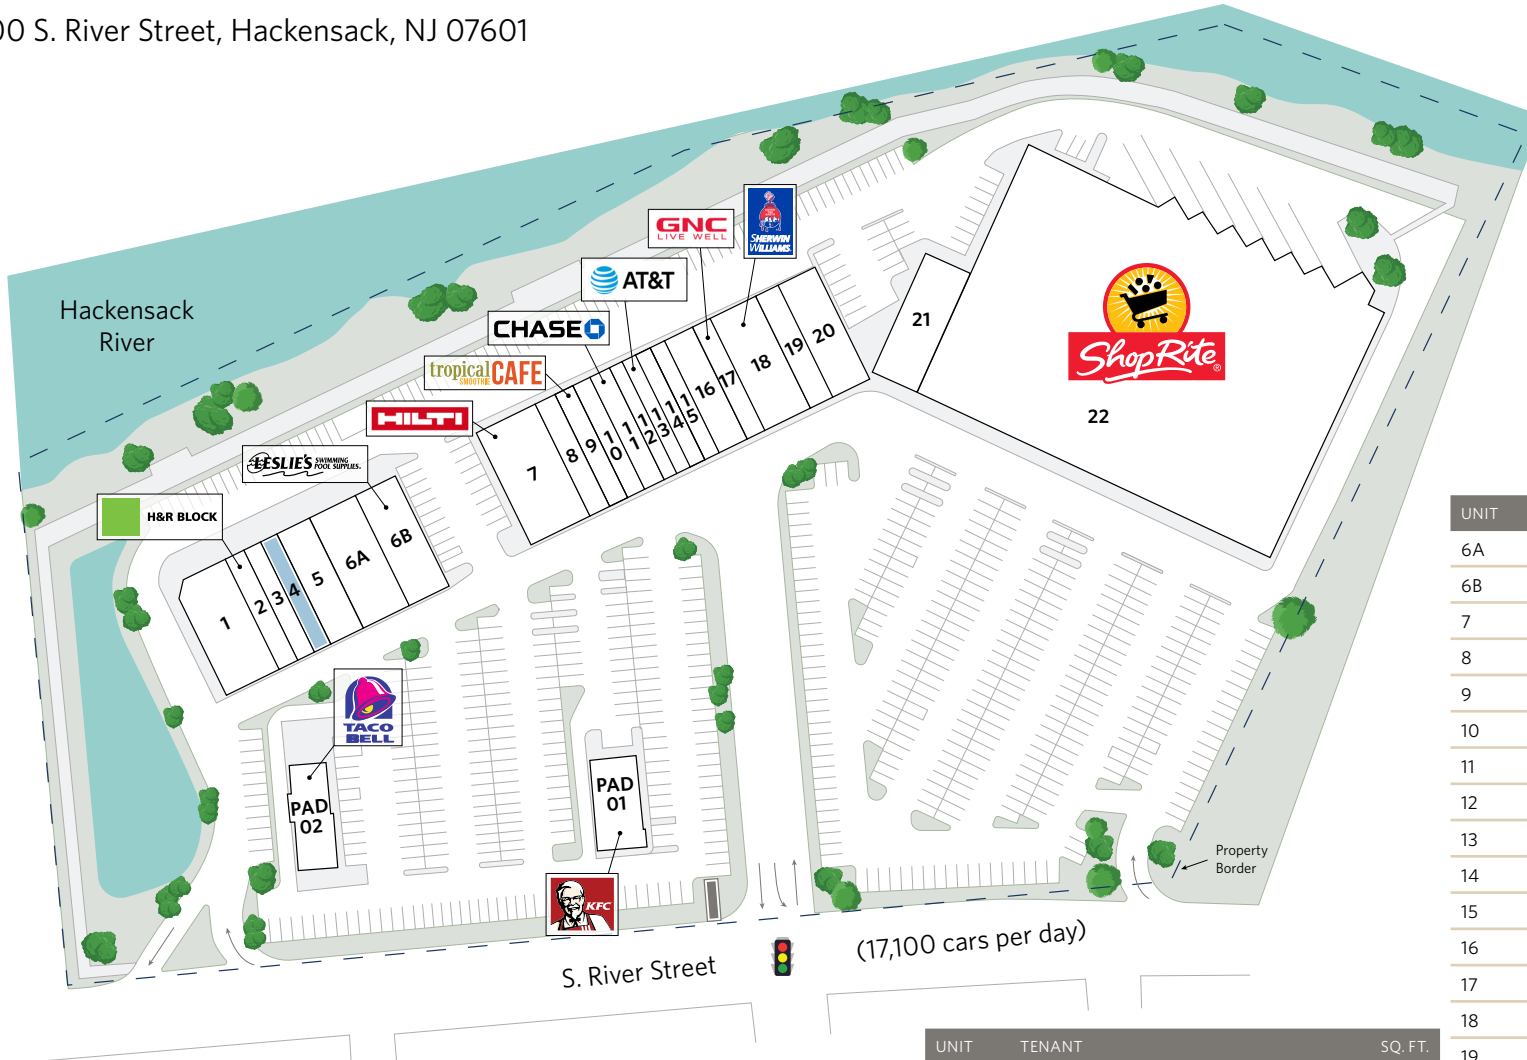 00 S. River Street, Hackensack, NJ 07601
Hackensack
River
SHERWIN
WILLIAMS.
GNC
LIVE WELL
AT&T
CHASE
tropical CAFE
SMOOTHIE
HILTI
LESLIE'S SWIMMING
POOL SUPPLIES.
H&R BLOCK
1
2
3
4
5
6A
6B
7
8
9
10
11
12
13
14
15
16
17
18
19
20
21
22
ShopRite®
TACO
BELL
PAD
02
PAD
01
KFC
Property
Border
S. River Street
(17,100 cars per day)
UNIT
6A
6B
7
8
9
10
11
12
13
14
15
16
17
18
19
UNIT TENANT SQ. FT.